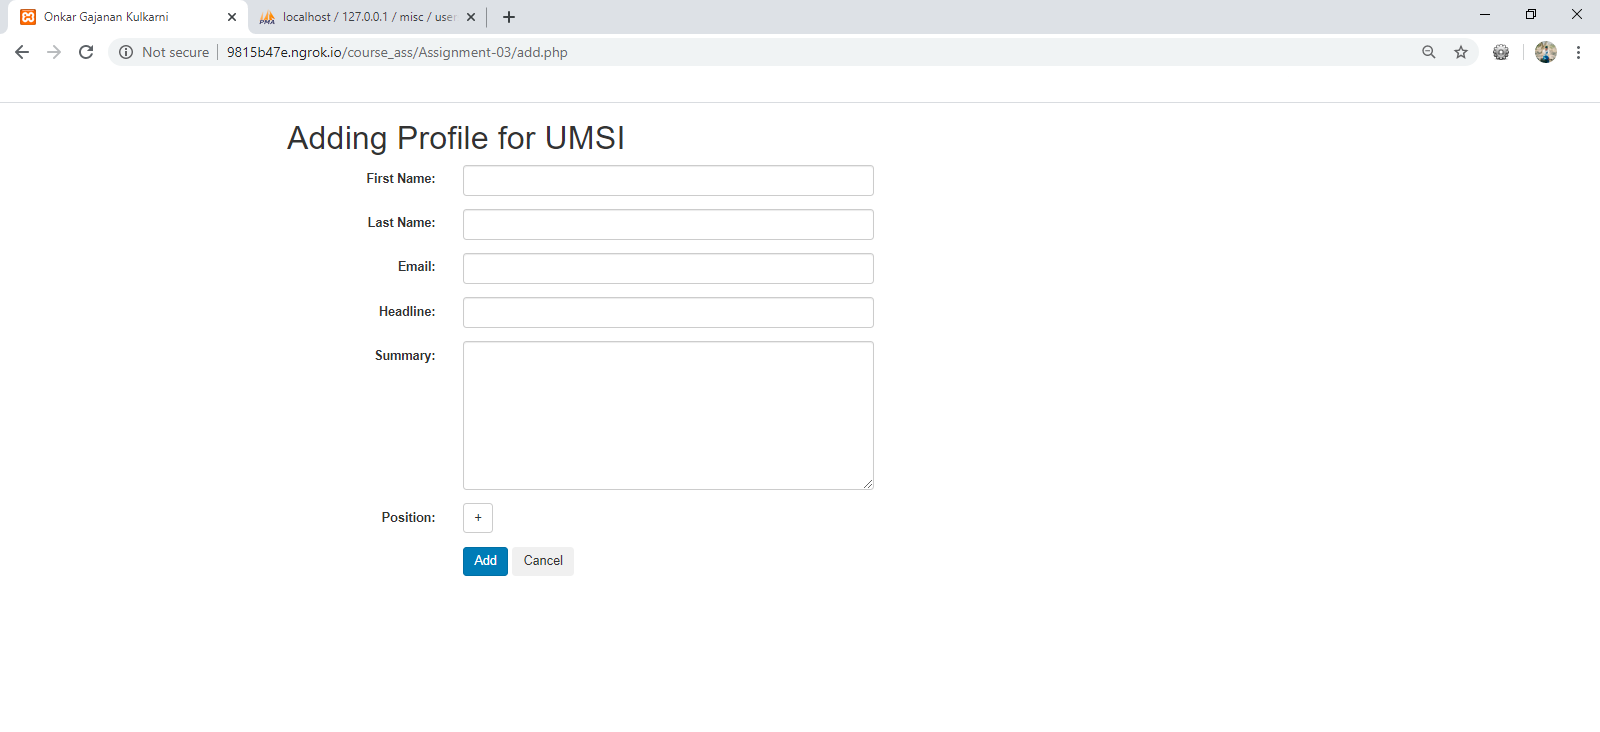 Onkar Gajanan Kulkarni
PMA localhost / 127.0.0.1 / misc / user
Not secure 9815b47e.ngrok.io/course_ass/Assignment-03/add.php
Adding Profile for UMSI
First Name:
Last Name:
Email:
Headline:
Summary:
Position: +
Add Cancel